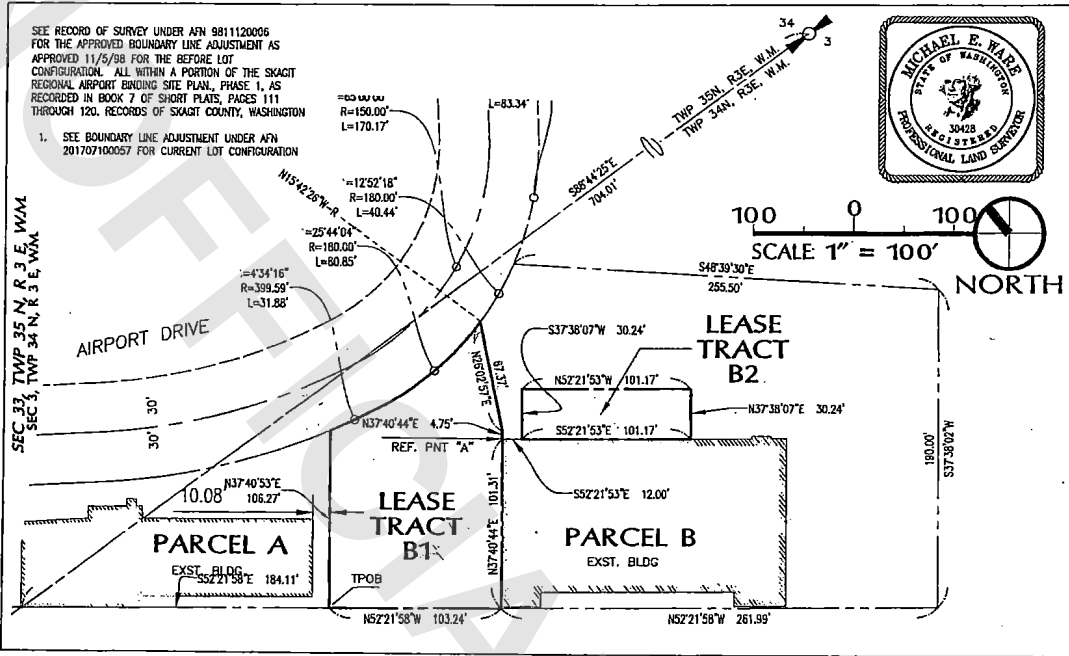 SEE RECORD OF SURVEY UNDER AFN 9811120006
FOR THE APPROVED BOUNDARY LINE ADJUSTMENT AS
APPROVED 11/5/98 FOR THE BEFORE LOT
CONFIGURATION. ALL WITHIN A PORTION OF THE SKAGIT
REGIONAL AIRPORT BINDING SITE PLAN, PHASE 1, AS
RECORDED IN BOOK 7 OF SHORT PLATS, PAGES 111
THROUGH 120. RECORDS OF SKAGIT COUNTY, WASHINGTON
1. SEE BOUNDARY LINE ADJUSTMENT UNDER AFN
201707100057 FOR CURRENT LOT CONFIGURATION
R=150.00'
L=170.17'
L=83.34'
34
3
TWP 35N, R3E, W.M.
TWP 34N, R3E, W.M.
S88°44'25"E
704.01'
MICHAEL E. WARE
STATE OF WASHINGTON
30428
REGISTERED
PROFESSIONAL LAND SURVEYOR
100 0 100
SCALE 1" = 100'
NORTH
N15°42'26"W-R
=12°52'18"
R=180.00'
L=40.44'
=25°44'04"
R=180.00'
L=80.85'
=4°34'16"
R=399.59'
L=31.88'
SEC 33, TWP 35 N, R 3 E, W.M.
SEC 3, TWP 34 N, R 3 E, W.M.
AIRPORT DRIVE
30'
30'
S48°39'30"E
255.50'
S37°38'07"W 30.24'
LEASE
TRACT
B2
N52°21'53"W 101.17'
N37°38'07"E 30.24'
S52°21'53"E 101.17'
N26°02'57"E
67.37'
N37°40'44"E 4.75'
REF. PNT "A"
S52°21'53"E 12.00'
190.00'
S37°38'02"W
N37°40'53"E
106.27'
10.08'
LEASE
TRACT
B1
N37°40'44"E 101.31'
PARCEL A
EXST. BLDG
S52°21'58"E 184.11'
TPOB
PARCEL B
EXST. BLDG
N52°21'58"W 103.24'
N52°21'58"W 261.99'